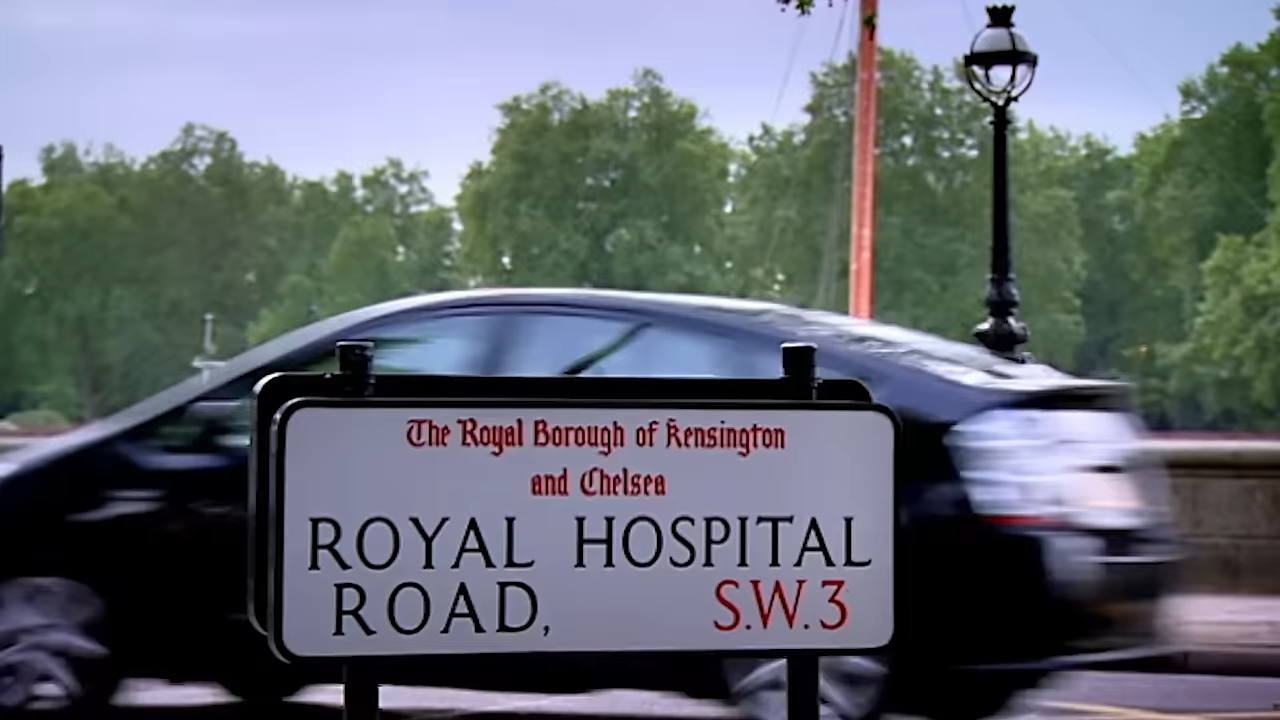 The Royal Borough of Kensington
and Chelsea
ROYAL HOSPITAL
ROAD, S.W.3